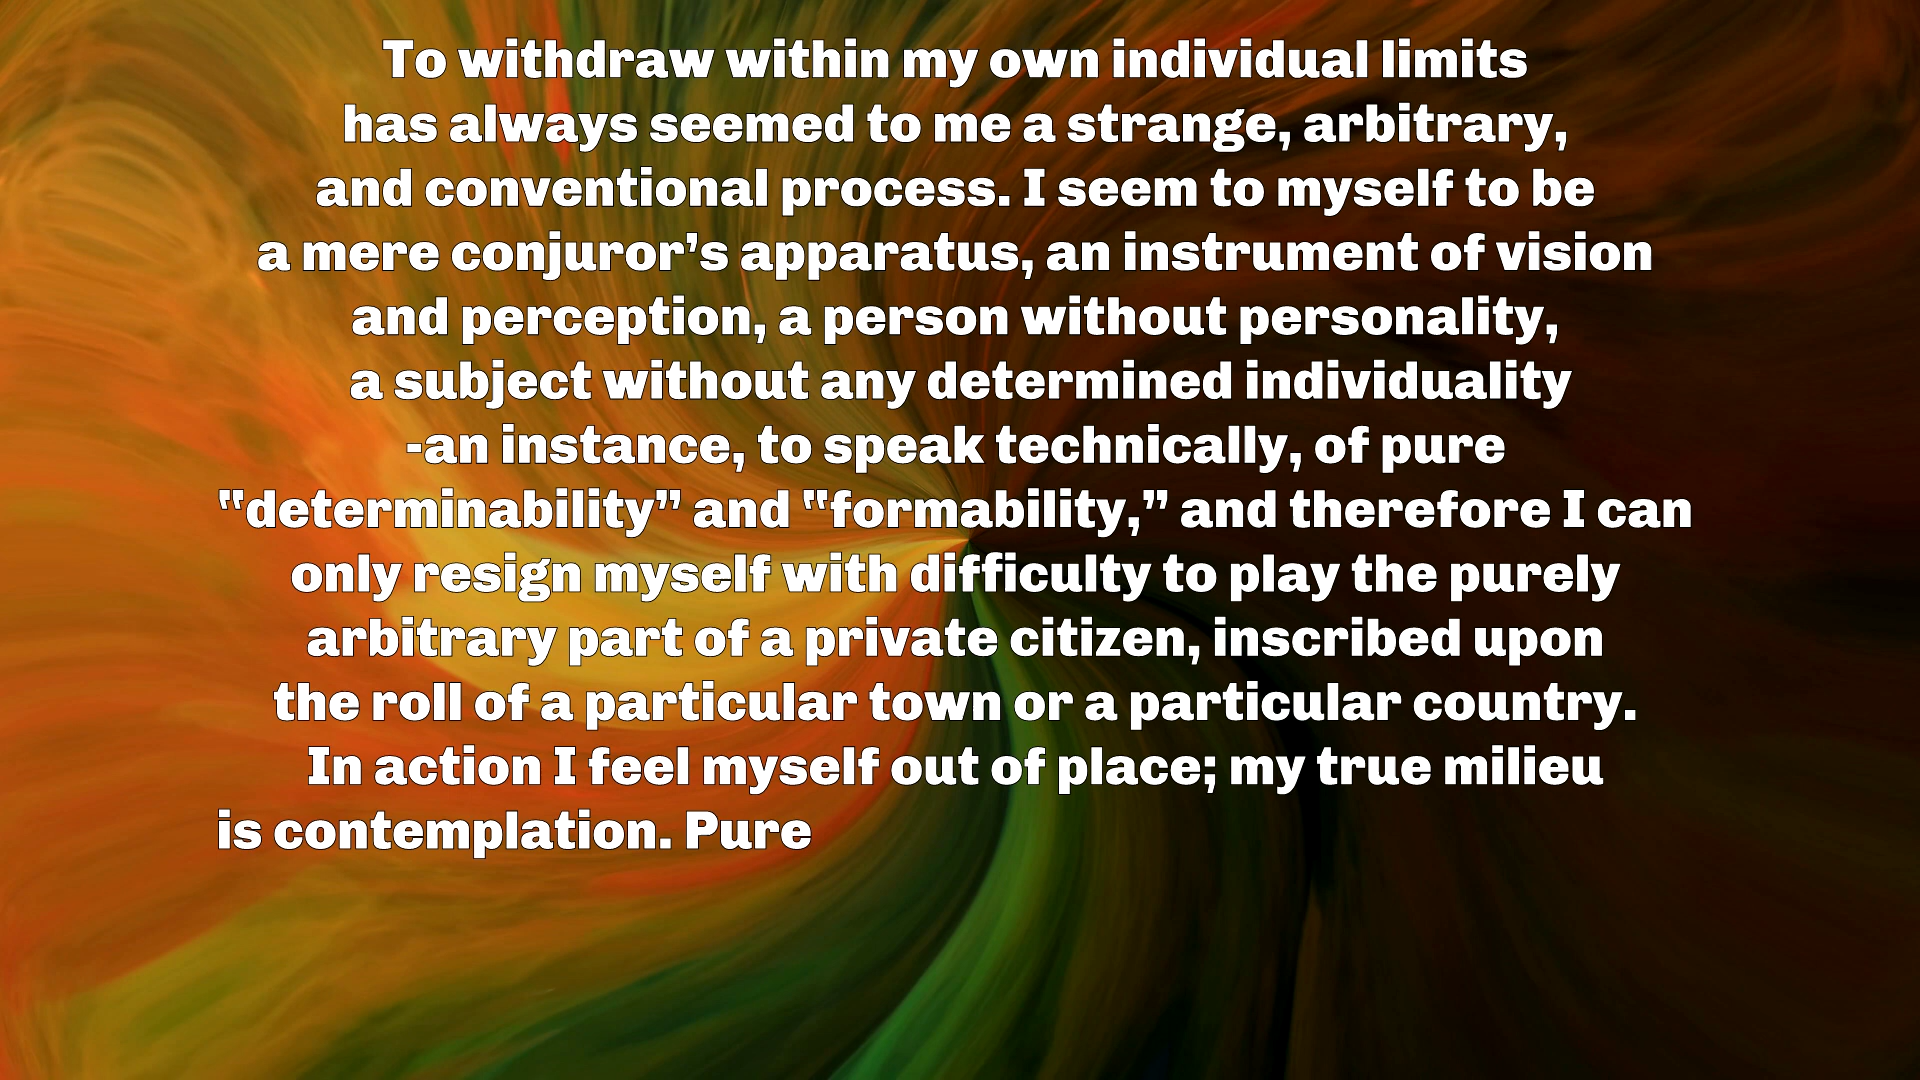 To withdraw within my own individual limits
has always seemed to me a strange, arbitrary,
and conventional process. I seem to myself to be
a mere conjuror’s apparatus, an instrument of vision
and perception, a person without personality,
a subject without any determined individuality
-an instance, to speak technically, of pure
‟determinability” and ‟formability,” and therefore I can
only resign myself with difficulty to play the purely
arbitrary part of a private citizen, inscribed upon
the roll of a particular town or a particular country.
In action I feel myself out of place; my true milieu
is contemplation. Pure